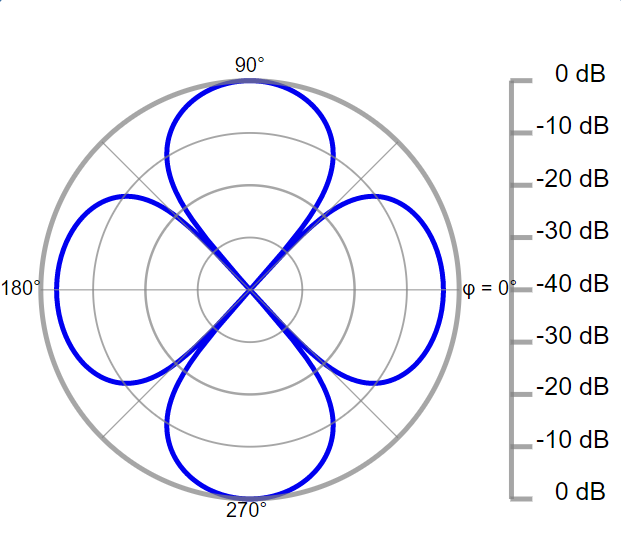 90°
0 dB
-10 dB
-20 dB
-30 dB
180°
φ = 0°
-40 dB
-30 dB
-20 dB
-10 dB
0 dB
270°